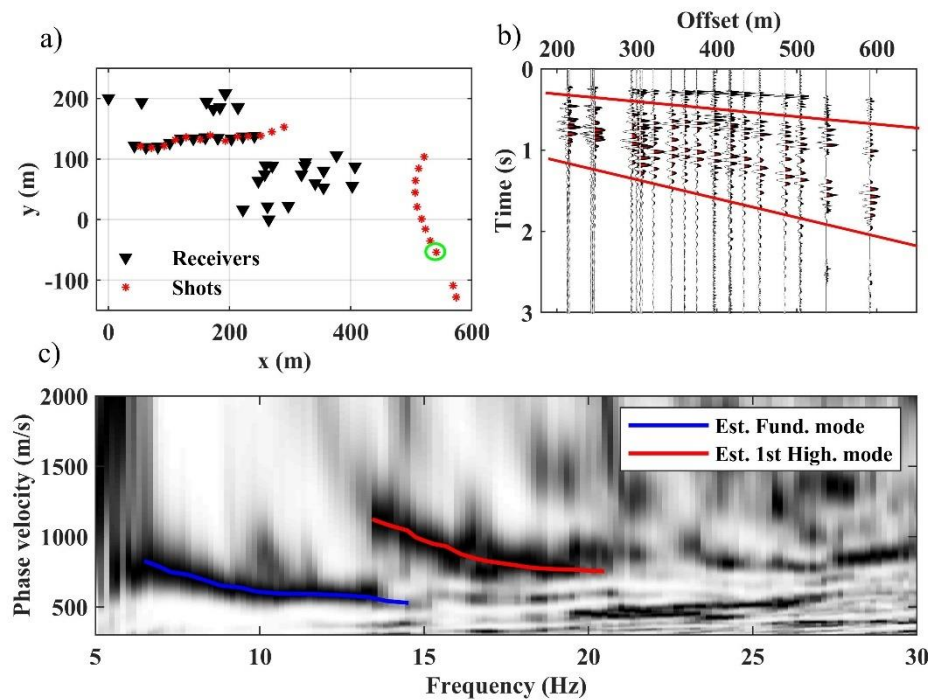 a)
200
100
0
-100
y (m)
Receivers
Shots
0 200 400 600
x (m)
b)
Offset (m)
200 300 400 500 600
0
1
2
3
Time (s)
c)
2000
1500
1000
500
Phase velocity (m/s)
Est. Fund. mode
Est. 1st High. mode
5 10 15 20 25 30
Frequency (Hz)